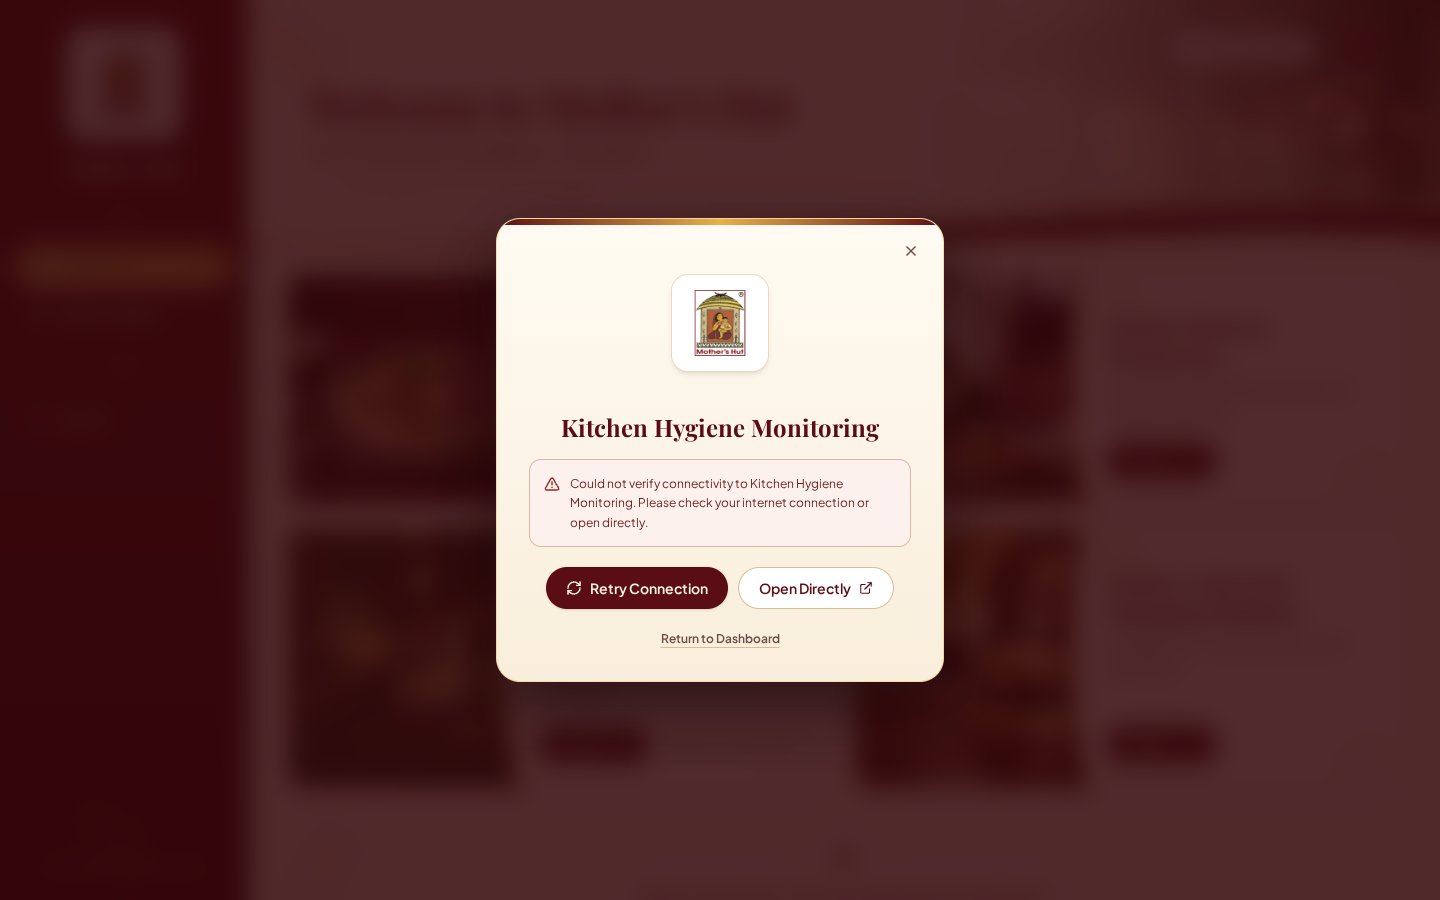 Mother's Hut
®
Kitchen Hygiene Monitoring
Could not verify connectivity to Kitchen Hygiene
Monitoring. Please check your internet connection or
open directly.
Retry Connection
Open Directly
Return to Dashboard